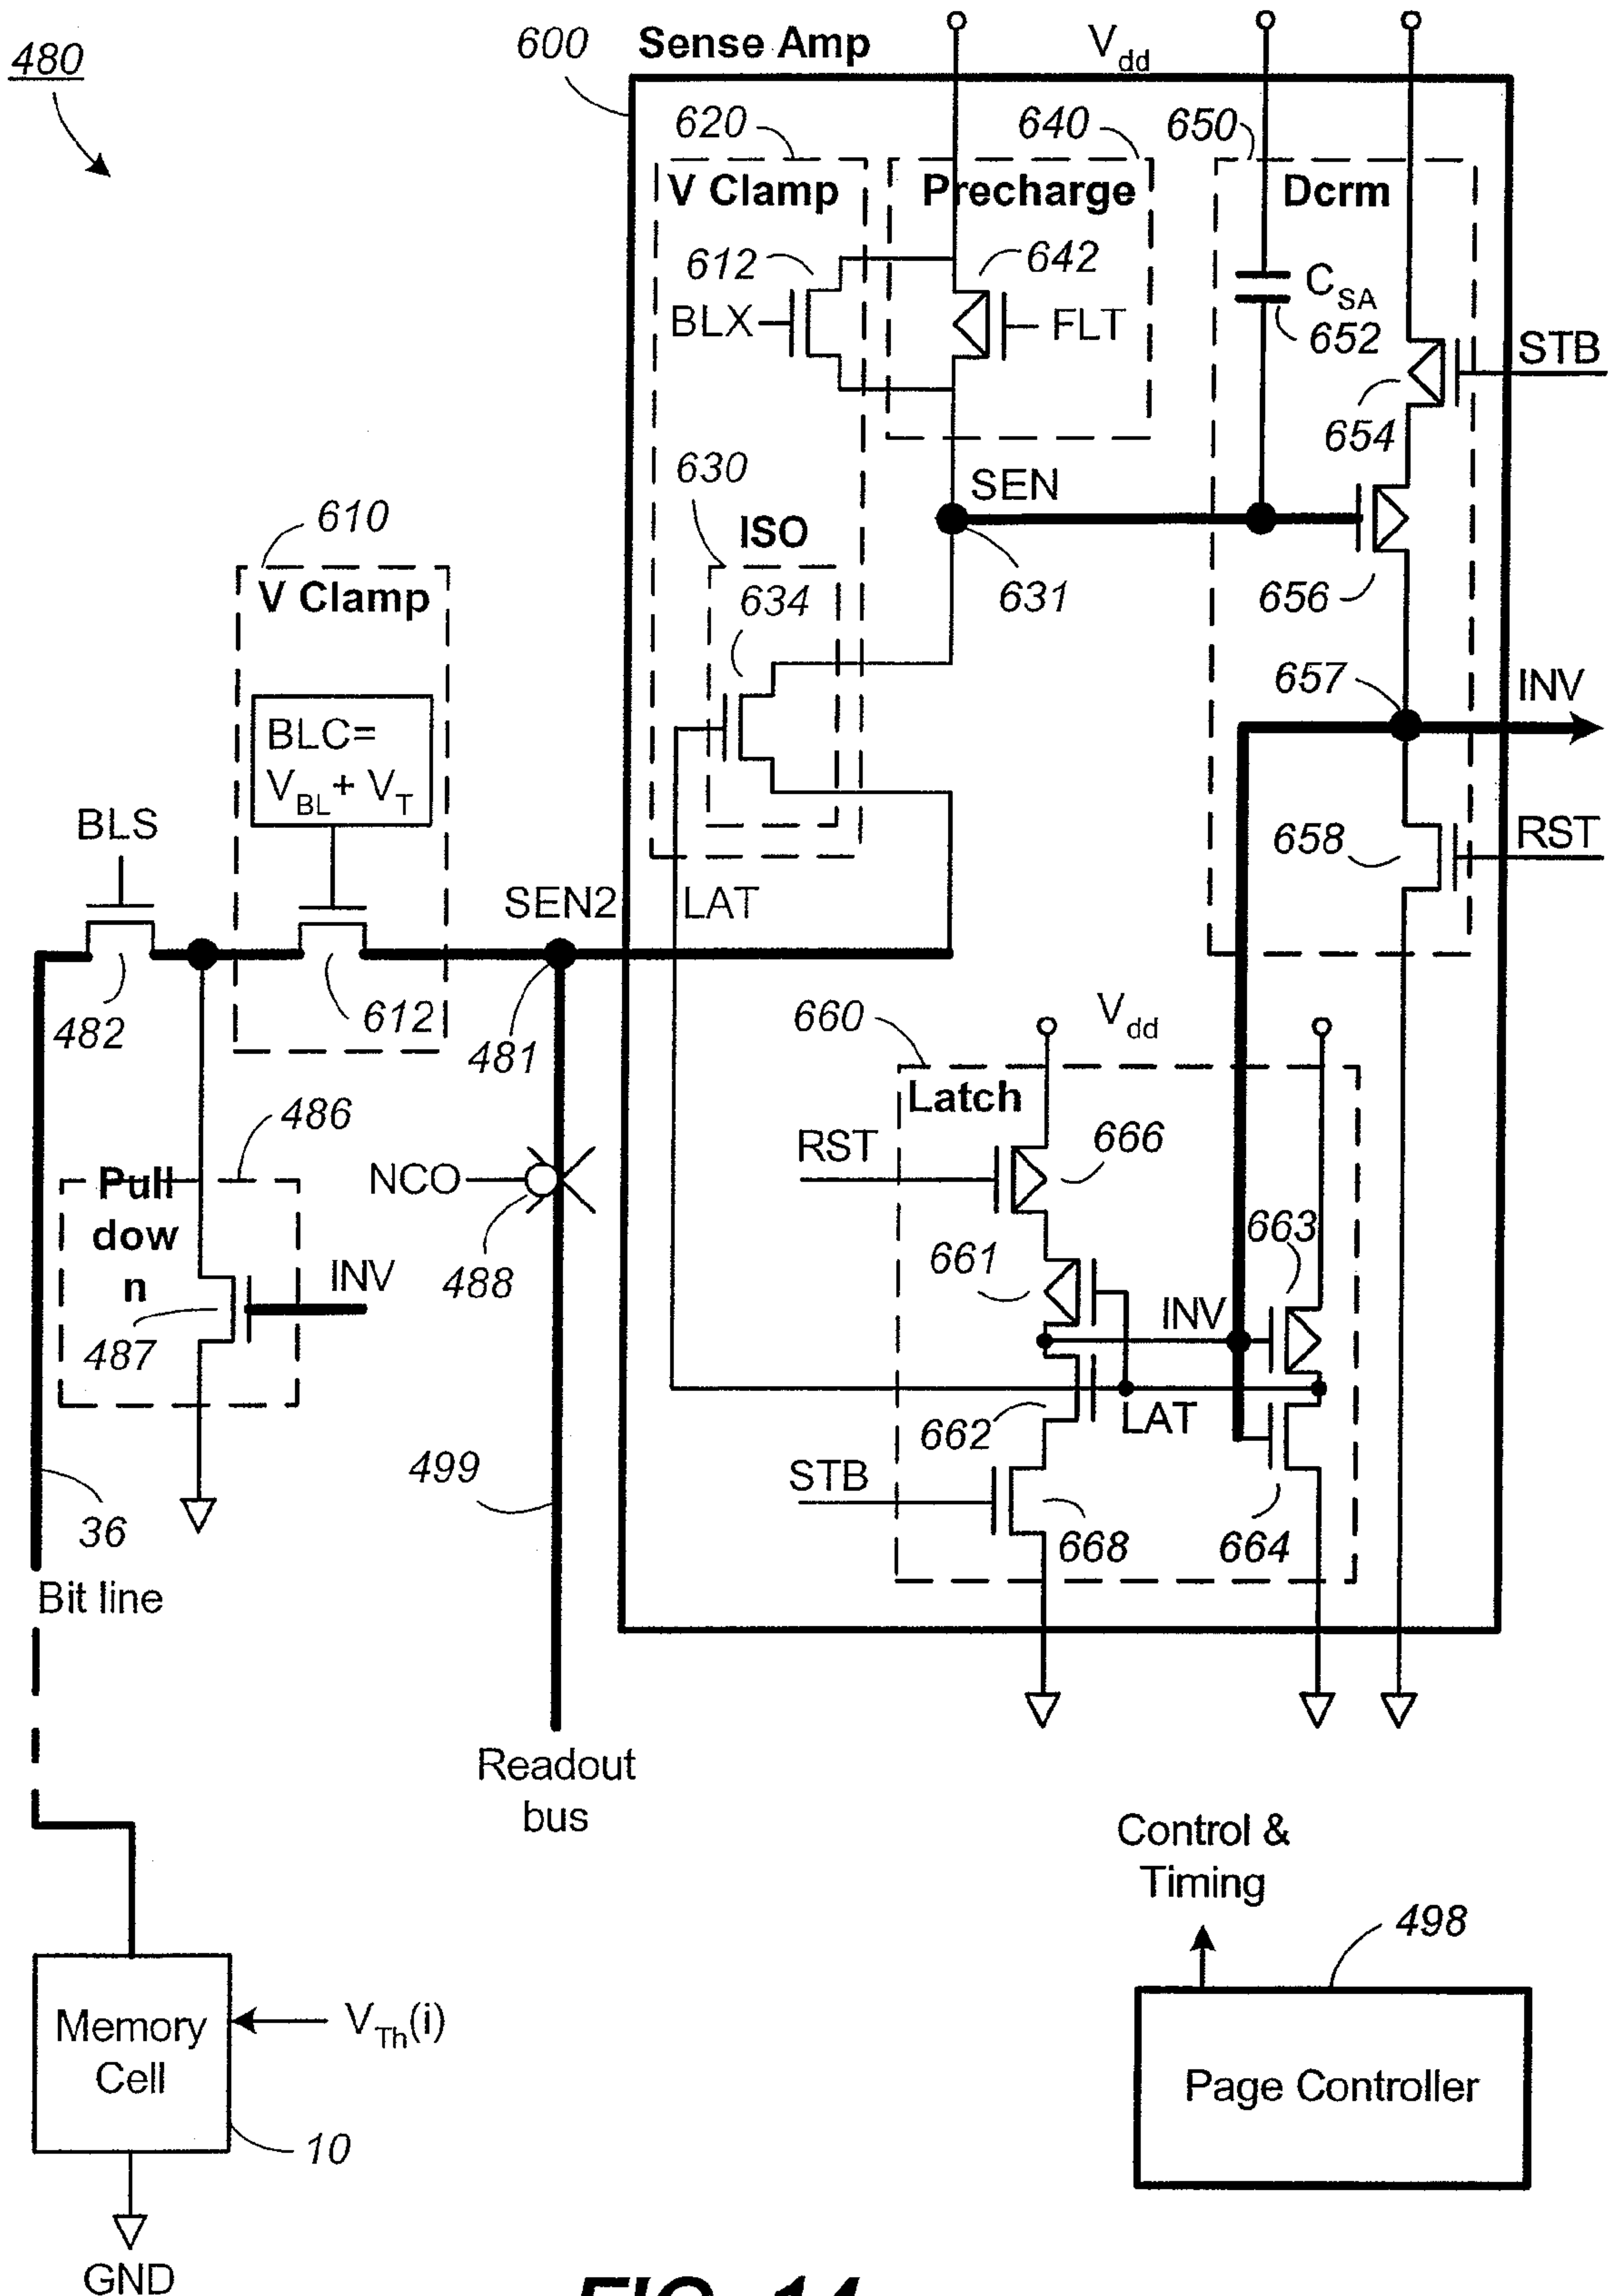 480
600
Sense Amp
Vdd
620
640
650
V Clamp
Precharge
Dcrm
612
642
BLX
FLT
CSA
652
STB
654
630
SEN
ISO
610
V Clamp
634
631
656
657
INV
BLC=
VBL + VT
BLS
658
RST
SEN2
LAT
482
612
481
660
Vdd
Latch
486
RST
666
NCO
Pull
dow
n
INV
663
661
488
INV
487
662
LAT
499
STB
668
664
36
Bit line
Readout
bus
Control &
Timing
498
Memory
Cell
VTh(i)
Page Controller
10
GND